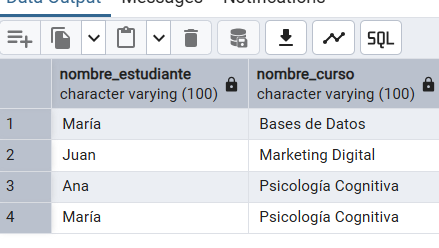 Data Output Messages Notifications
SQL
nombre_estudiante nombre_curso
character varying (100) character varying (100)
1 María Bases de Datos
2 Juan Marketing Digital
3 Ana Psicología Cognitiva
4 María Psicología Cognitiva